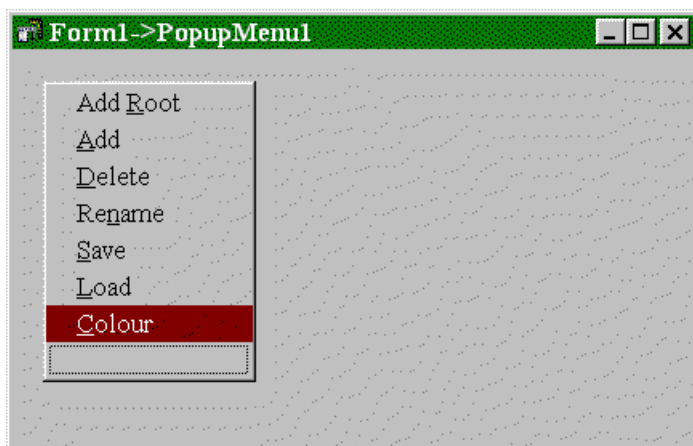 Form1->PopupMenu1
Add Root
Add
Delete
Rename
Save
Load
Colour